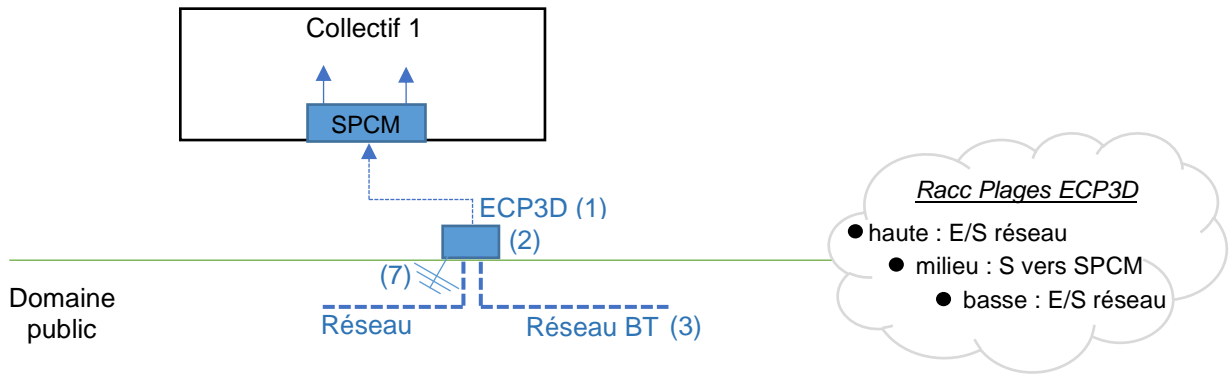 Collectif 1
SPCM
ECP3D (1)
(2)
(7)
Domaine
public
Réseau
Réseau BT (3)
Racc Plages ECP3D
● haute : E/S réseau
● milieu : S vers SPCM
● basse : E/S réseau